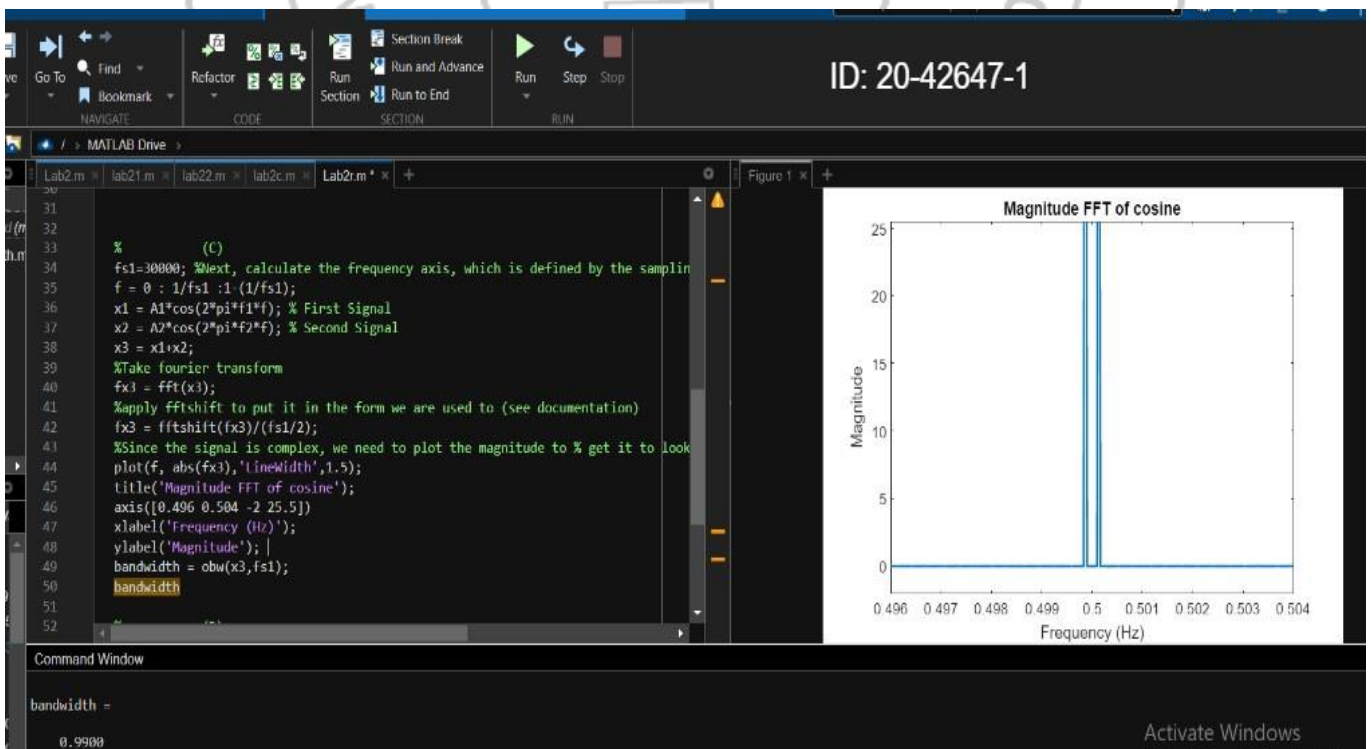 Go To
Find
Bookmark
NAVIGATE
Refactor
CODE
Run Section
Section Break
Run and Advance
Run to End
SECTION
Run
Step
Stop
RUN
ID: 20-42647-1
/ > MATLAB Drive >
Lab2.m × lab21.m × lab22.m × lab2c.m × Lab2r.m * × +
Figure 1 × +
31
32
33 % (C)
34 fs1=30000; %Next, calculate the frequency axis, which is defined by the samplin
35 f = 0 : 1/fs1 :1-(1/fs1);
36 x1 = A1*cos(2*pi*f1*f); % First Signal
37 x2 = A2*cos(2*pi*f2*f); % Second Signal
38 x3 = x1+x2;
39 %Take fourier transform
40 fx3 = fft(x3);
41 %apply fftshift to put it in the form we are used to (see documentation)
42 fx3 = fftshift(fx3)/(fs1/2);
43 %Since the signal is complex, we need to plot the magnitude to % get it to look
44 plot(f, abs(fx3),'LineWidth',1.5);
45 title('Magnitude FFT of cosine');
46 axis([0.496 0.504 -2 25.5])
47 xlabel('Frequency (Hz)');
48 ylabel('Magnitude');
49 bandwidth = obw(x3,fs1);
50 bandwidth
51
52
Magnitude FFT of cosine
25
20
15
10
5
0
Magnitude
0.496 0.497 0.498 0.499 0.5 0.501 0.502 0.503 0.504
Frequency (Hz)
Command Window
bandwidth =
0.9900
Activate Windows